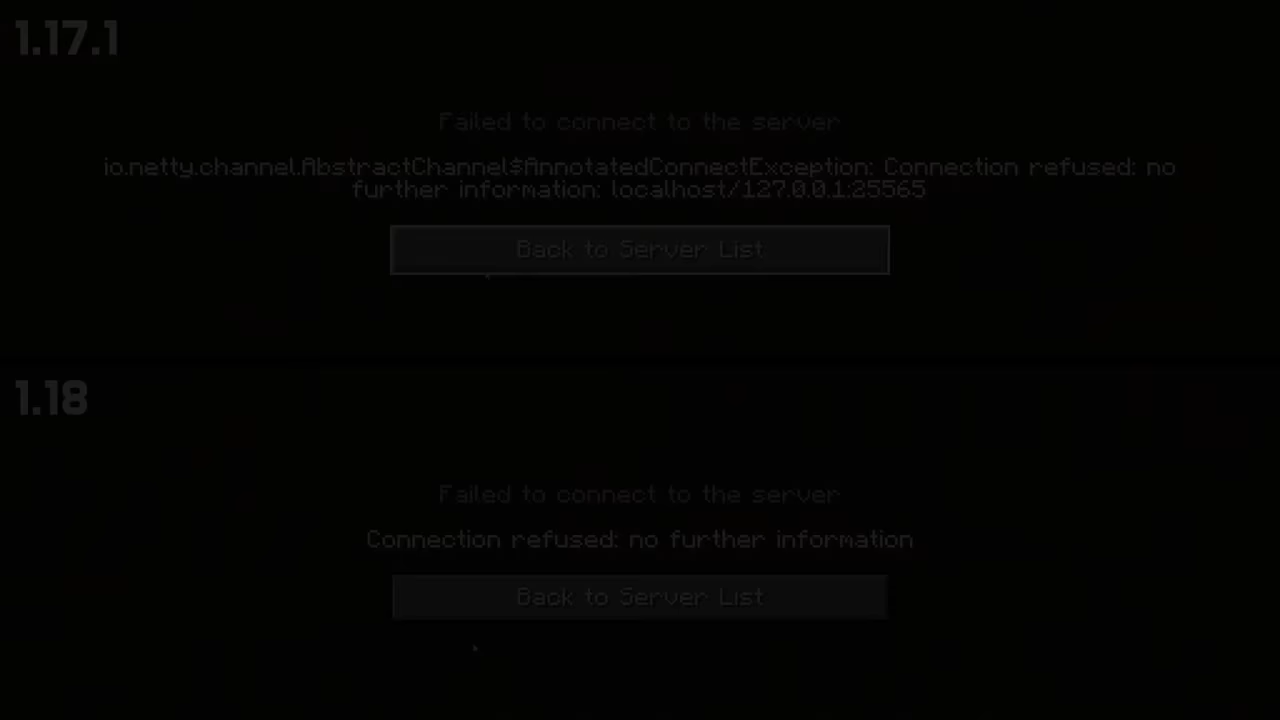 1.17.1
Failed to connect to the server
io.netty.channel.AbstractChannel$AnnotatedConnectException: Connection refused: no
further information: localhost/127.0.0.1:25565
Back to Server List
1.18
Failed to connect to the server
Connection refused: no further information
Back to Server List